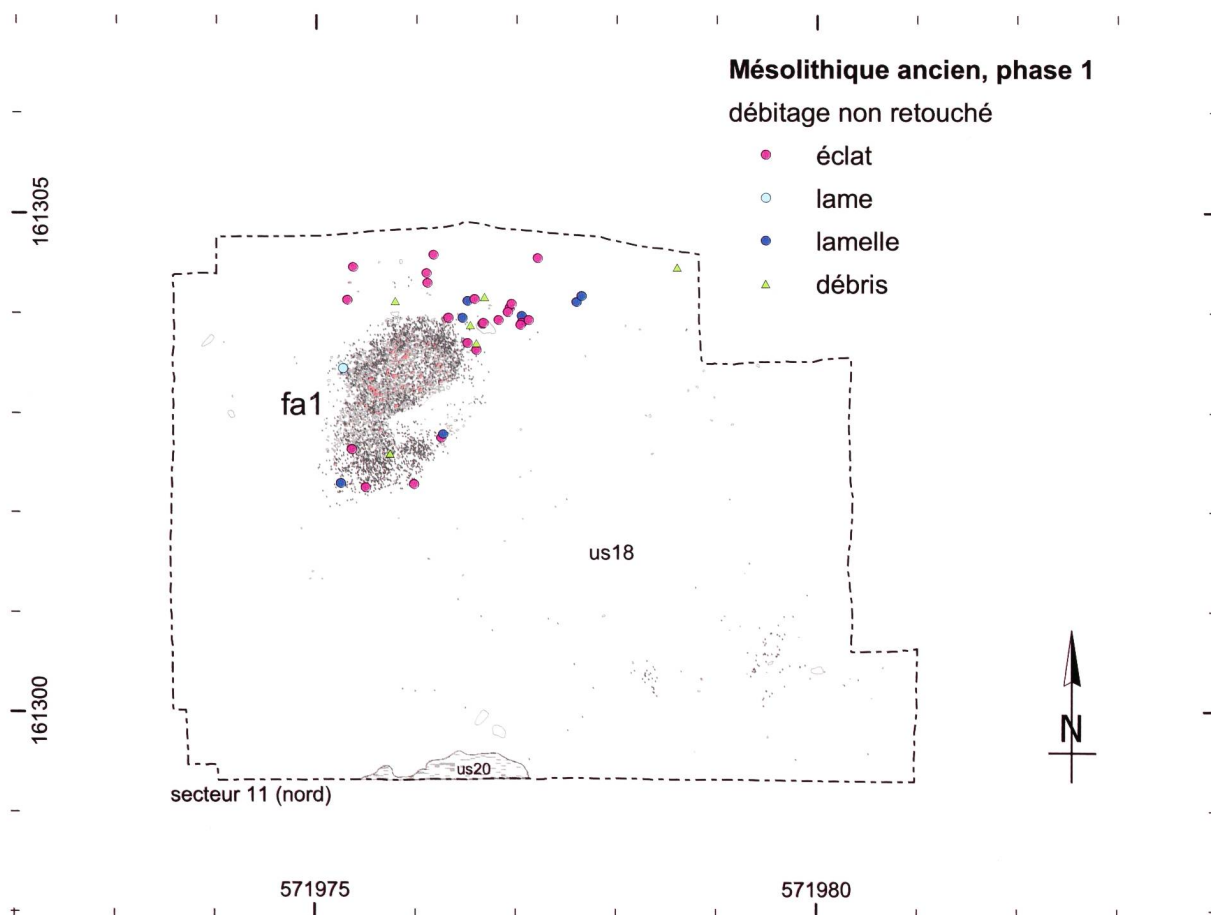 Mésolithique ancien, phase 1
débitage non retouché
éclat
lame
lamelle
débris
161305
fa1
us18
161300
us20
secteur 11 (nord)
N
571975
571980